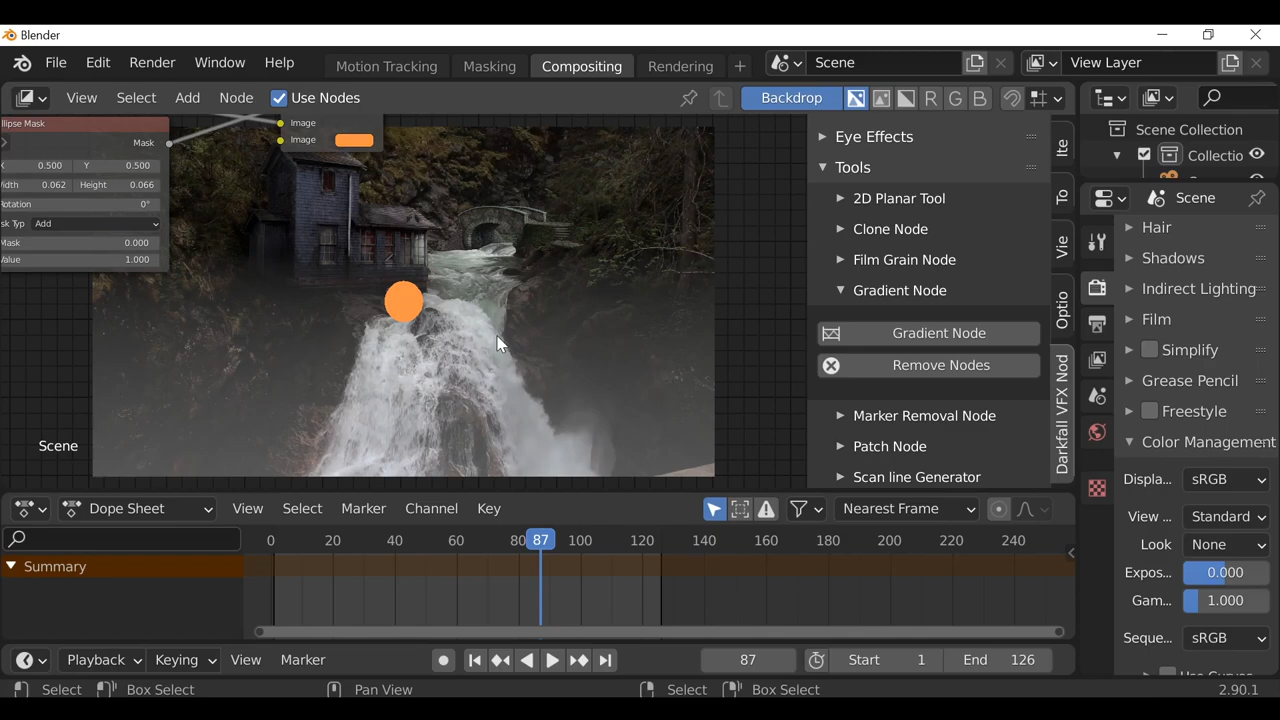 Blender
File Edit Render Window Help Motion Tracking Masking Compositing Rendering Scene View Layer
View Select Add Node Use Nodes Backdrop R G B
llipse Mask
Mask
X 0.500 Y 0.500
Width 0.062 Height 0.066
Rotation 0°
sk Typ Add
Mask 0.000
Value 1.000
Image
Image
Scene
Eye Effects
Tools
2D Planar Tool
Clone Node
Film Grain Node
Gradient Node
Gradient Node
Remove Nodes
Marker Removal Node
Patch Node
Scan line Generator
Ite
To
Vie
Optio
Darkfall VFX Nod
Scene Collection
Collectio
Scene
Hair
Shadows
Indirect Lighting
Film
Simplify
Grease Pencil
Freestyle
Color Management
Displa... sRGB
View ... Standard
Look None
Expos... 0.000
Gam... 1.000
Seque... sRGB
Dope Sheet View Select Marker Channel Key Nearest Frame
0 20 40 60 80 87 100 120 140 160 180 200 220 240
Summary
Playback Keying View Marker 87 Start 1 End 126
Select Box Select Pan View Select Box Select 2.90.1